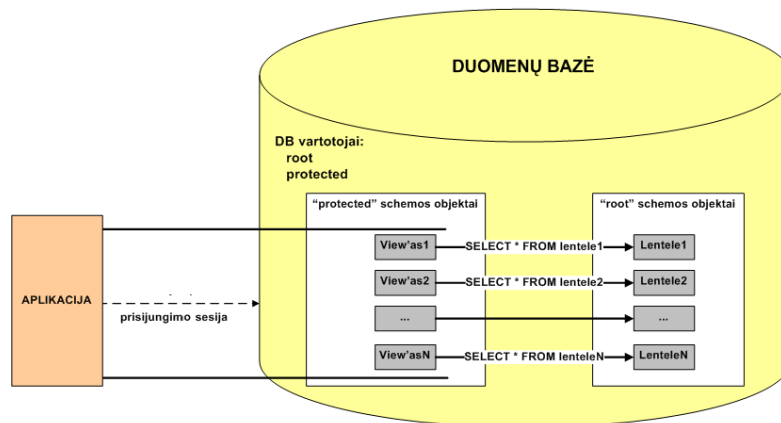 DUOMENŲ BAZĖ
DB vartotojai:
root
protected
"protected" schemos objektai
"root" schemos objektai
View'as1
SELECT * FROM lentele1
Lentele1
View'as2
SELECT * FROM lentele2
Lentele2
...
...
View'asN
SELECT * FROM lenteleN
LenteleN
APLIKACIJA
prisijungimo sesija